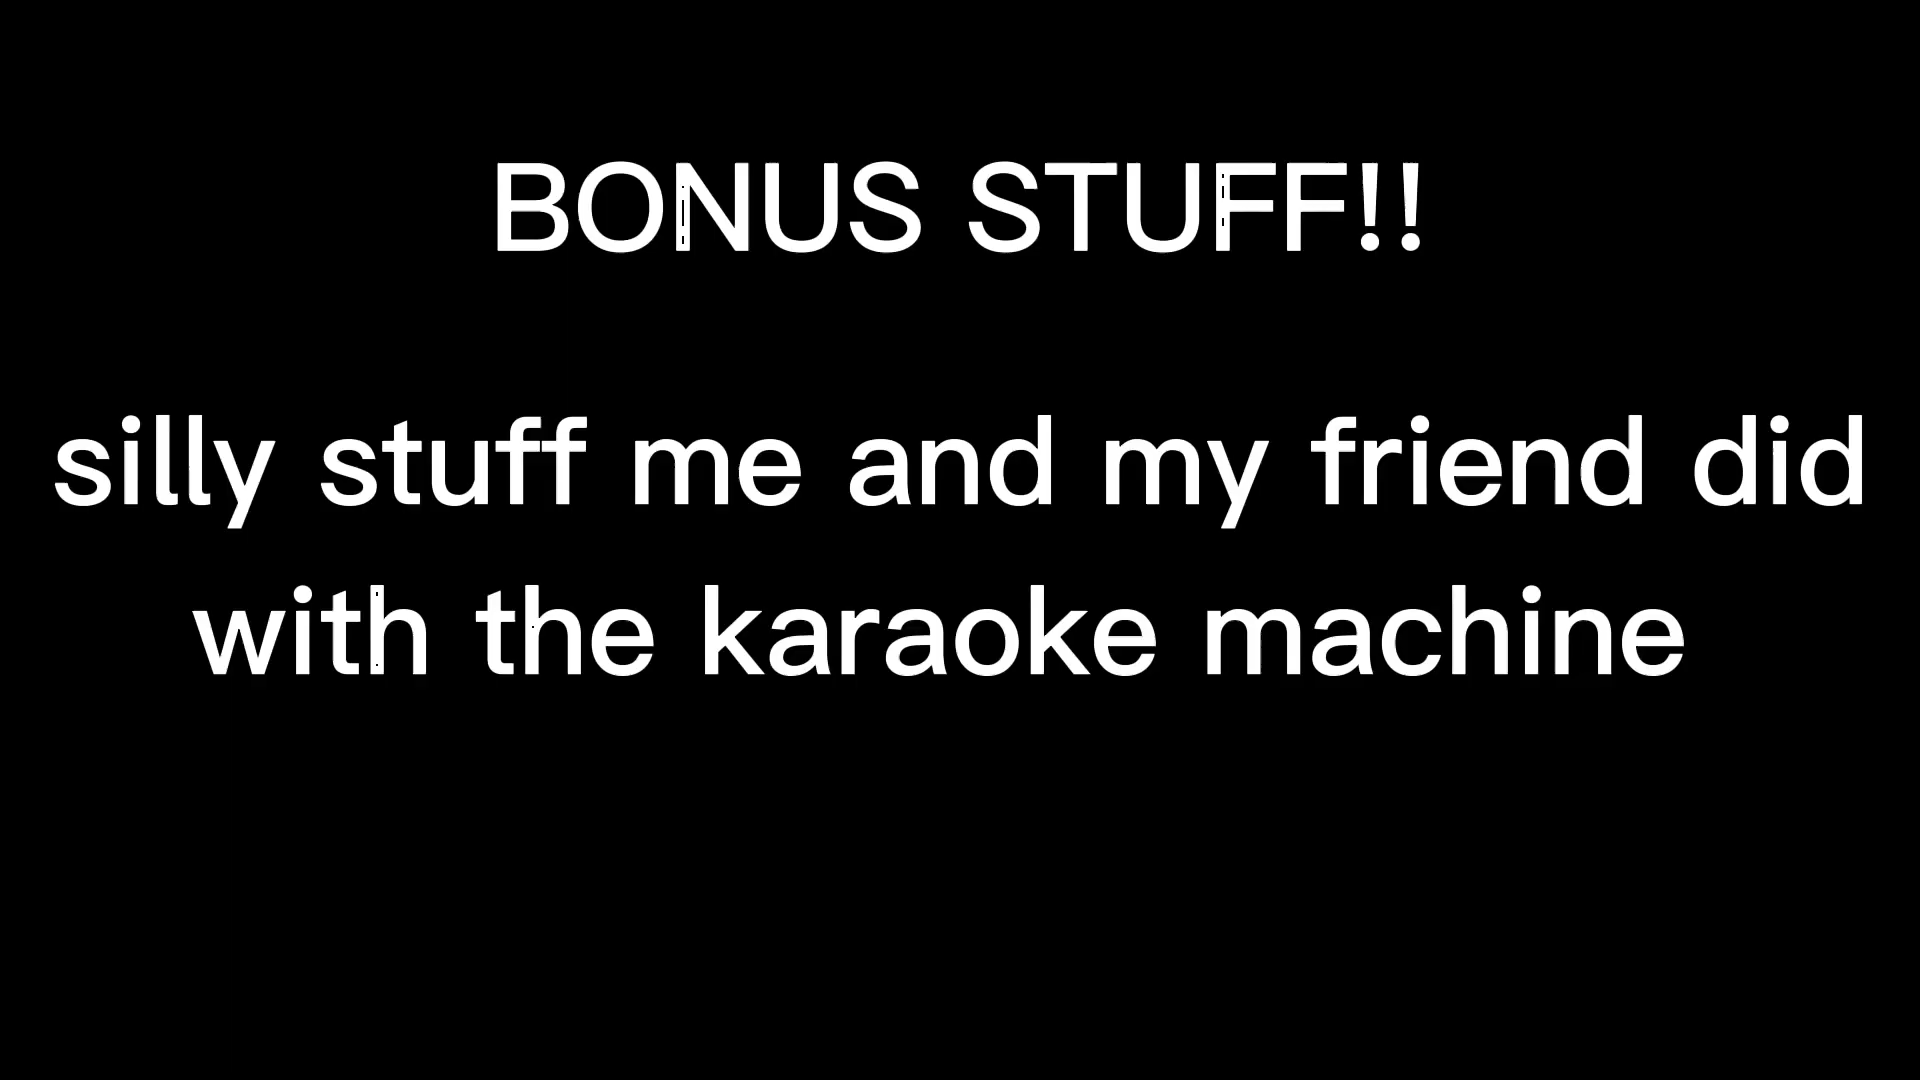 BONUS STUFF!!
silly stuff me and my friend did
with the karaoke machine